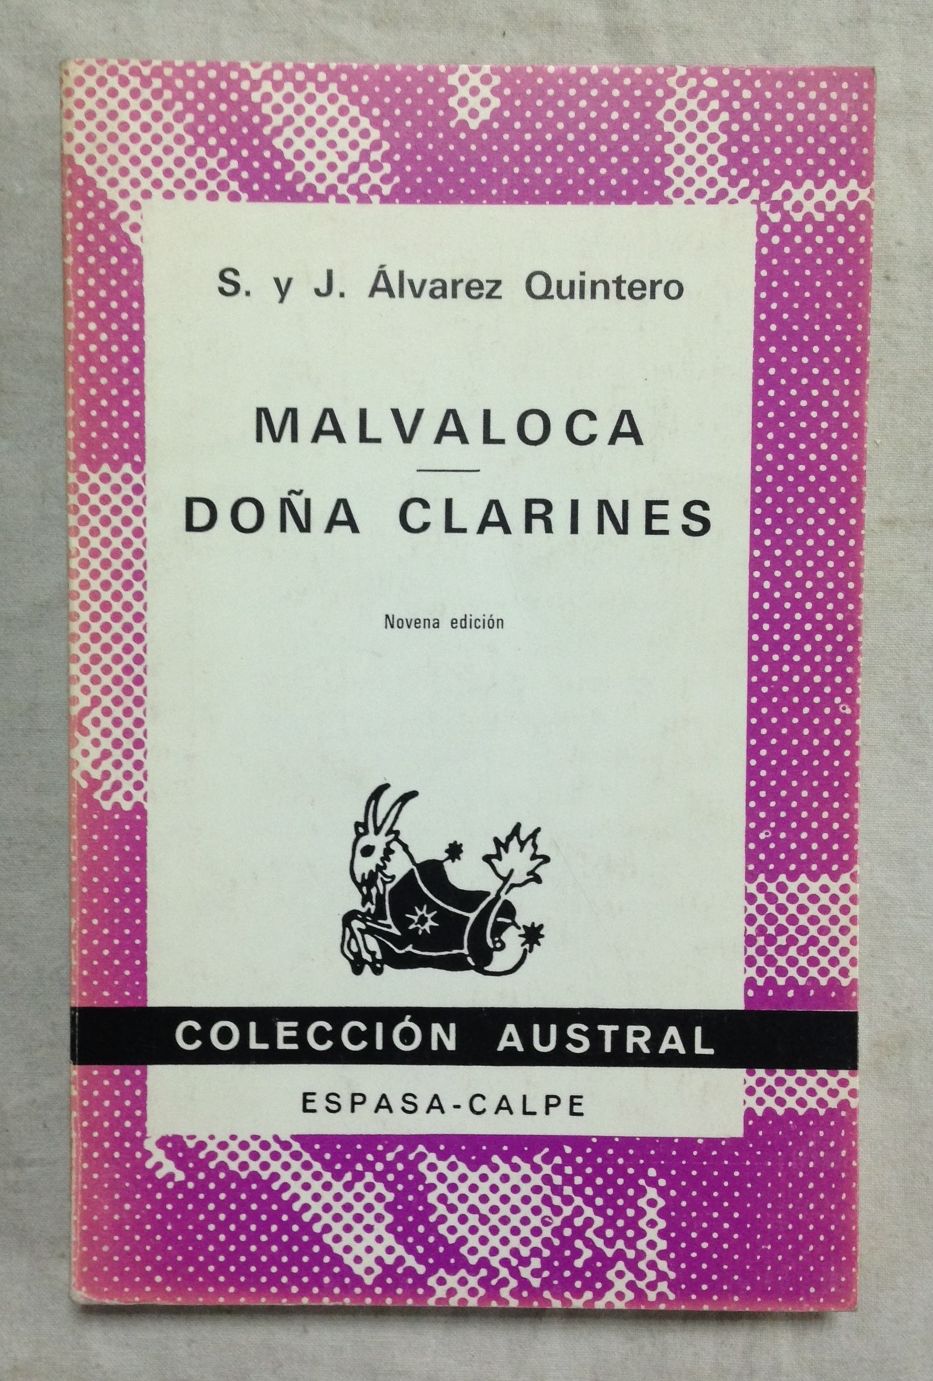 S. y J. Álvarez Quintero
MALVALOCA
DOÑA CLARINES
Novena edición
COLECCIÓN AUSTRAL
ESPASA-CALPE